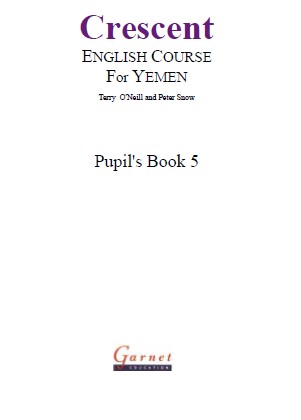 Crescent
ENGLISH COURSE
For YEMEN
Terry O'Neill and Peter Snow
Pupil's Book 5
Garnet
EDUCATION